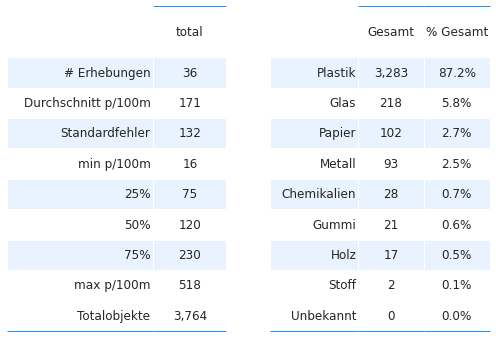 total
# Erhebungen 36
Durchschnitt p/100m 171
Standardfehler 132
min p/100m 16
25% 75
50% 120
75% 230
max p/100m 518
Totalobjekte 3,764
Gesamt % Gesamt
Plastik 3,283 87.2%
Glas 218 5.8%
Papier 102 2.7%
Metall 93 2.5%
Chemikalien 28 0.7%
Gummi 21 0.6%
Holz 17 0.5%
Stoff 2 0.1%
Unbekannt 0 0.0%